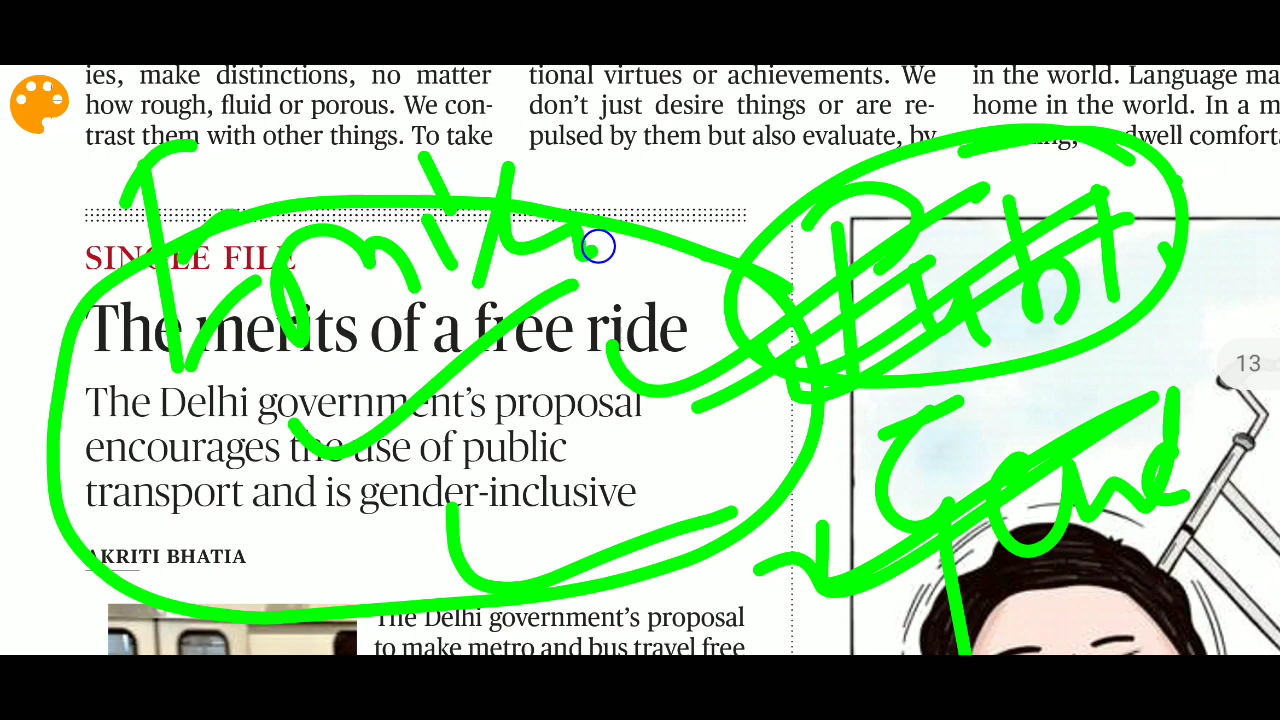 ies, make distinctions, no matter
how rough, fluid or porous. We con-
trast them with other things. To take
tional virtues or achievements. We
don't just desire things or are re-
pulsed by them but also evaluate, by
in the world. Language ma
home in the world. In a m
dwell comforta
SINGLE FILE
The merits of a free ride
The Delhi government's proposal
encourages the use of public
transport and is gender-inclusive
AKRITI BHATIA
The Delhi government's proposal
to make metro and bus travel free
Right
13